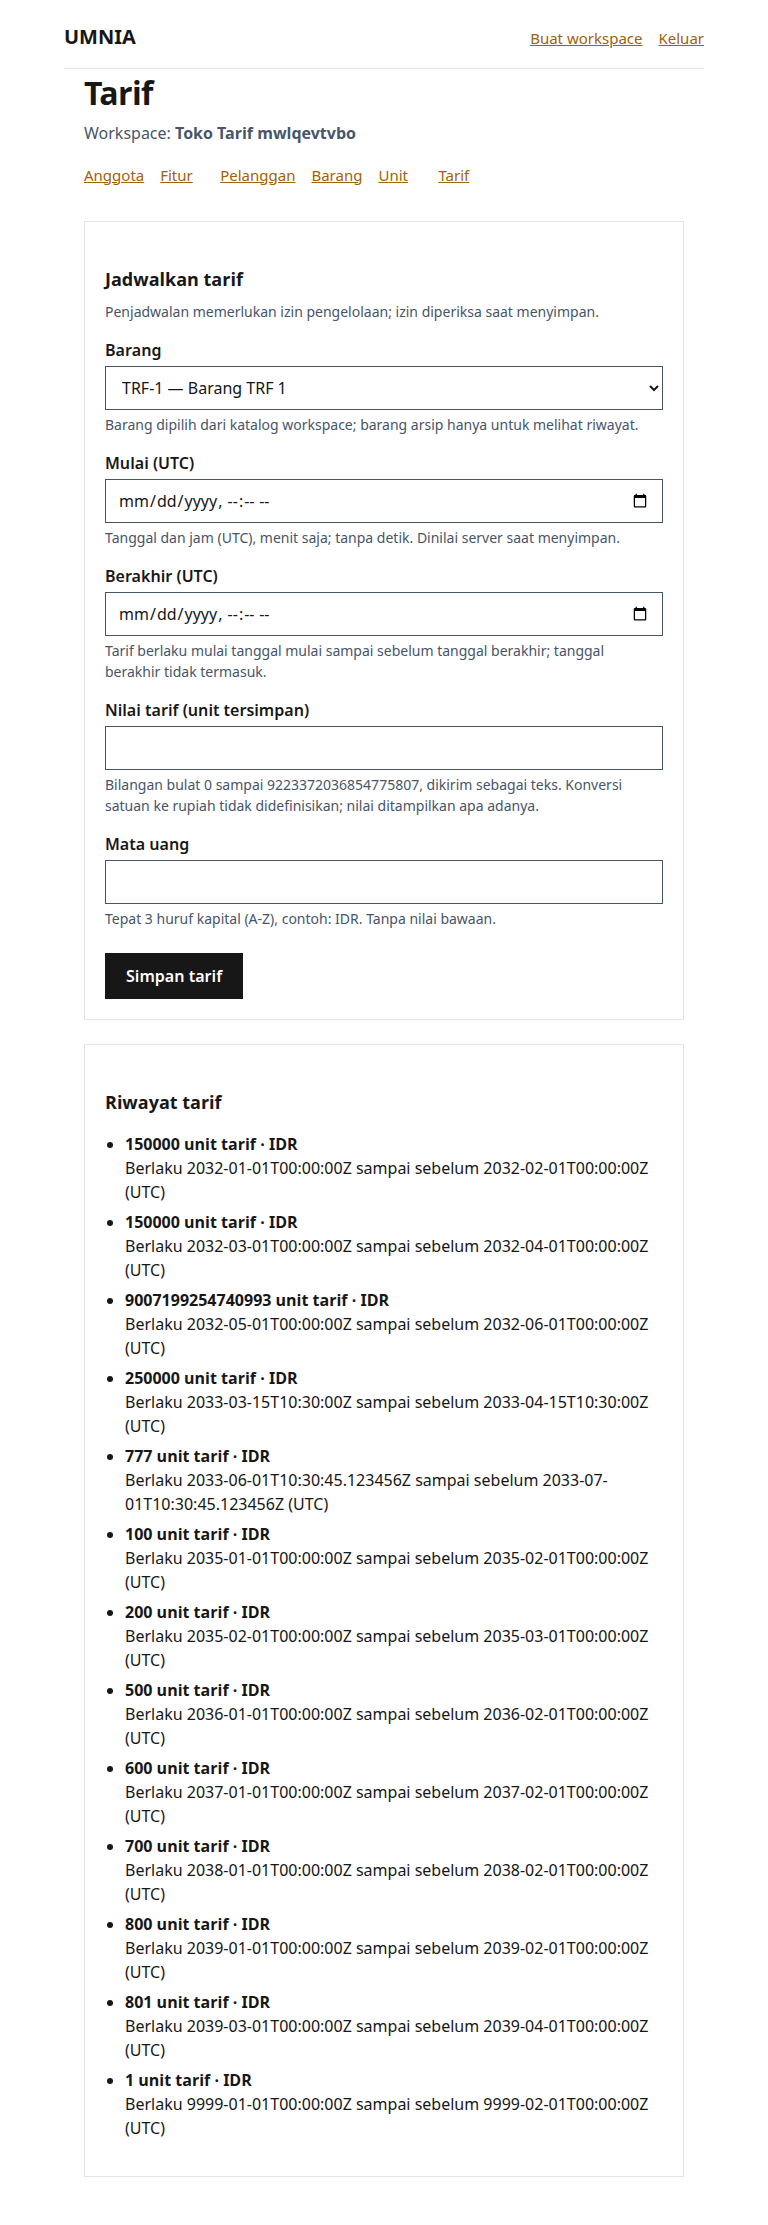 UMNIA
Buat workspace Keluar
Tarif
Workspace: Toko Tarif mwlqevtvbo
Anggota Fitur Pelanggan Barang Unit Tarif
Jadwalkan tarif
Penjadwalan memerlukan izin pengelolaan; izin diperiksa saat menyimpan.
Barang
TRF-1 — Barang TRF 1
Barang dipilih dari katalog workspace; barang arsip hanya untuk melihat riwayat.
Mulai (UTC)
mm/dd/yyyy, --:-- --
Tanggal dan jam (UTC), menit saja; tanpa detik. Dinilai server saat menyimpan.
Berakhir (UTC)
mm/dd/yyyy, --:-- --
Tarif berlaku mulai tanggal mulai sampai sebelum tanggal berakhir; tanggal
berakhir tidak termasuk.
Nilai tarif (unit tersimpan)
Bilangan bulat 0 sampai 9223372036854775807, dikirim sebagai teks. Konversi
satuan ke rupiah tidak didefinisikan; nilai ditampilkan apa adanya.
Mata uang
Tepat 3 huruf kapital (A-Z), contoh: IDR. Tanpa nilai bawaan.
Simpan tarif
Riwayat tarif
150000 unit tarif · IDR
Berlaku 2032-01-01T00:00:00Z sampai sebelum 2032-02-01T00:00:00Z
(UTC)
150000 unit tarif · IDR
Berlaku 2032-03-01T00:00:00Z sampai sebelum 2032-04-01T00:00:00Z
(UTC)
9007199254740993 unit tarif · IDR
Berlaku 2032-05-01T00:00:00Z sampai sebelum 2032-06-01T00:00:00Z
(UTC)
250000 unit tarif · IDR
Berlaku 2033-03-15T10:30:00Z sampai sebelum 2033-04-15T10:30:00Z
(UTC)
777 unit tarif · IDR
Berlaku 2033-06-01T10:30:45.123456Z sampai sebelum 2033-07-
01T10:30:45.123456Z (UTC)
100 unit tarif · IDR
Berlaku 2035-01-01T00:00:00Z sampai sebelum 2035-02-01T00:00:00Z
(UTC)
200 unit tarif · IDR
Berlaku 2035-02-01T00:00:00Z sampai sebelum 2035-03-01T00:00:00Z
(UTC)
500 unit tarif · IDR
Berlaku 2036-01-01T00:00:00Z sampai sebelum 2036-02-01T00:00:00Z
(UTC)
600 unit tarif · IDR
Berlaku 2037-01-01T00:00:00Z sampai sebelum 2037-02-01T00:00:00Z
(UTC)
700 unit tarif · IDR
Berlaku 2038-01-01T00:00:00Z sampai sebelum 2038-02-01T00:00:00Z
(UTC)
800 unit tarif · IDR
Berlaku 2039-01-01T00:00:00Z sampai sebelum 2039-02-01T00:00:00Z
(UTC)
801 unit tarif · IDR
Berlaku 2039-03-01T00:00:00Z sampai sebelum 2039-04-01T00:00:00Z
(UTC)
1 unit tarif · IDR
Berlaku 9999-01-01T00:00:00Z sampai sebelum 9999-02-01T00:00:00Z
(UTC)